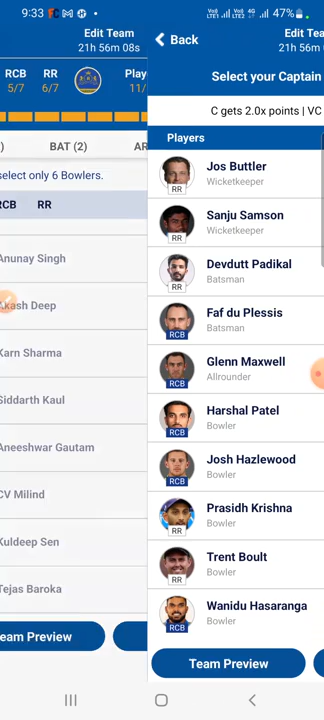 9:33
47%
Edit Team
21h 56m 08s
RCB RR Play
5/7 6/7 11/
) BAT (2) AR
select only 6 Bowlers.
RCB RR
Anunay Singh
Akash Deep
Karn Sharma
Siddarth Kaul
Aneeshwar Gautam
CV Milind
Kuldeep Sen
Tejas Baroka
eam Preview
Back
Edit Te
21h 56m 0
Select your Captain
C gets 2.0x points | VC
Players
Jos Buttler
Wicketkeeper
RR
Sanju Samson
Wicketkeeper
RR
Devdutt Padikal
Batsman
RR
Faf du Plessis
Batsman
RCB
Glenn Maxwell
Allrounder
RCB
Harshal Patel
Bowler
RCB
Josh Hazlewood
Bowler
RCB
Prasidh Krishna
Bowler
RR
Trent Boult
Bowler
RR
Wanidu Hasaranga
Bowler
RCB
Team Preview